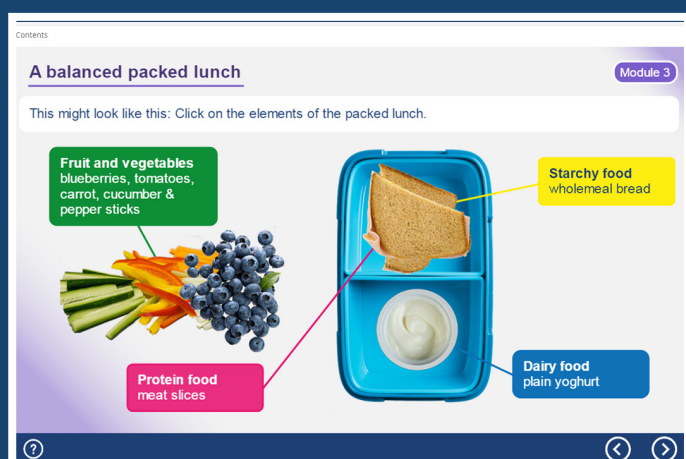 Contents
A balanced packed lunch
Module 3
This might look like this: Click on the elements of the packed lunch.
Fruit and vegetables
blueberries, tomatoes,
carrot, cucumber &
pepper sticks
Starchy food
wholemeal bread
Protein food
meat slices
Dairy food
plain yoghurt
?